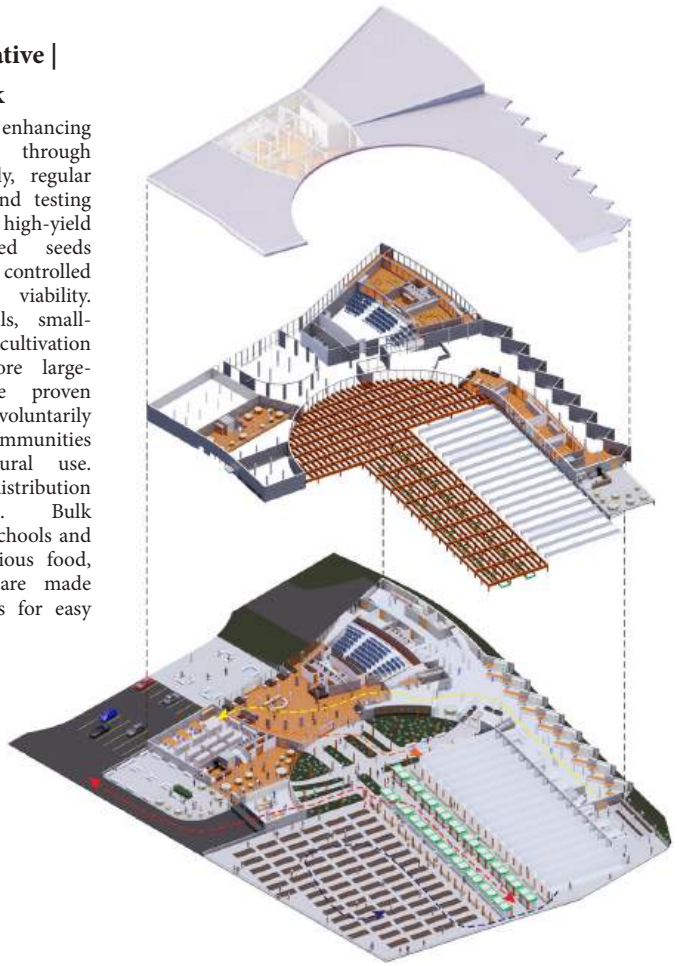 ative |
k
enhancing
through
ly, regular
nd testing
high-yield
ed seeds
controlled
viability.
ls, small-
cultivation
ore large-
e proven
voluntarily
mmunities
ural use.
distribution
. Bulk
chools and
ious food,
are made
s for easy